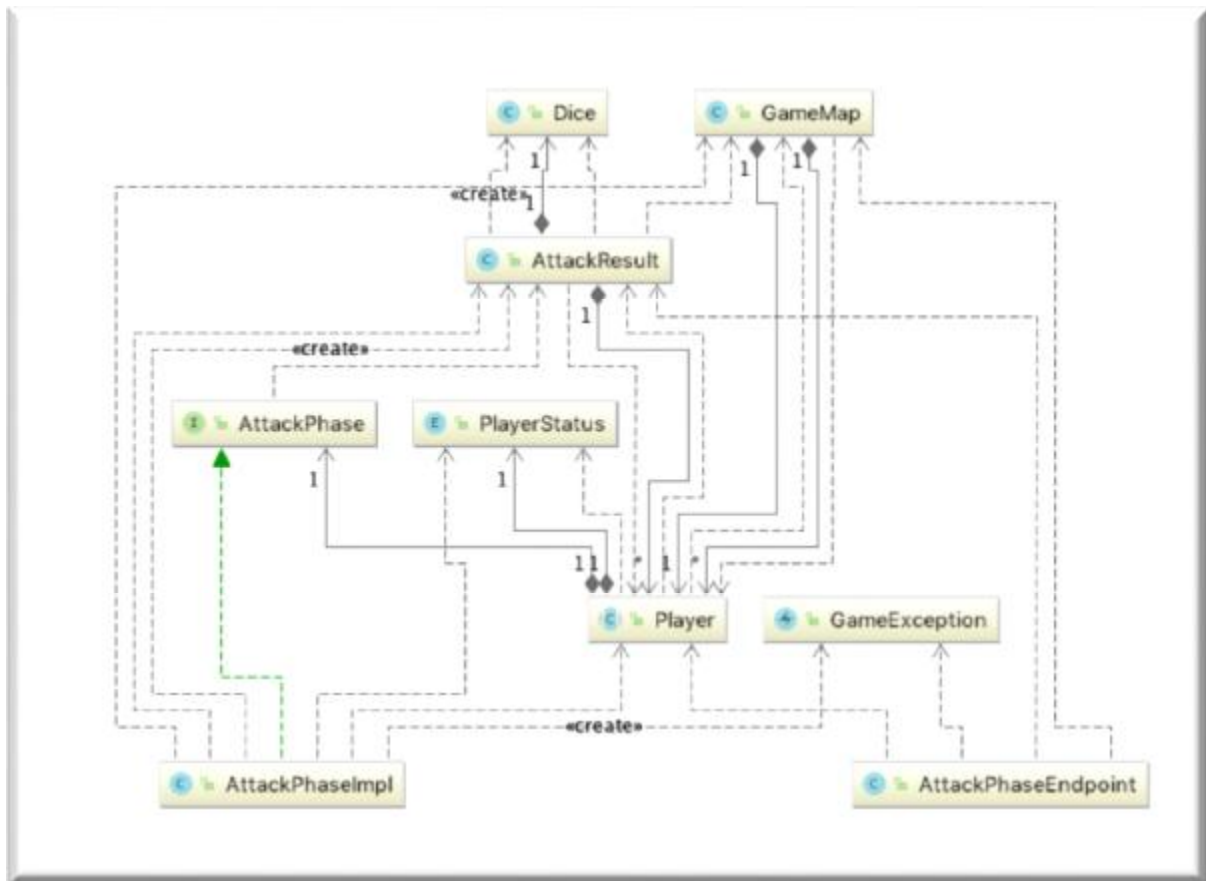 C Dice
C GameMap
1
1
1
«create»
1
C AttackResult
1
«create»
I AttackPhase
E PlayerStatus
1
1
1
1
*
1
*
C Player
GameException
«create»
C AttackPhaseImpl
C AttackPhaseEndpoint